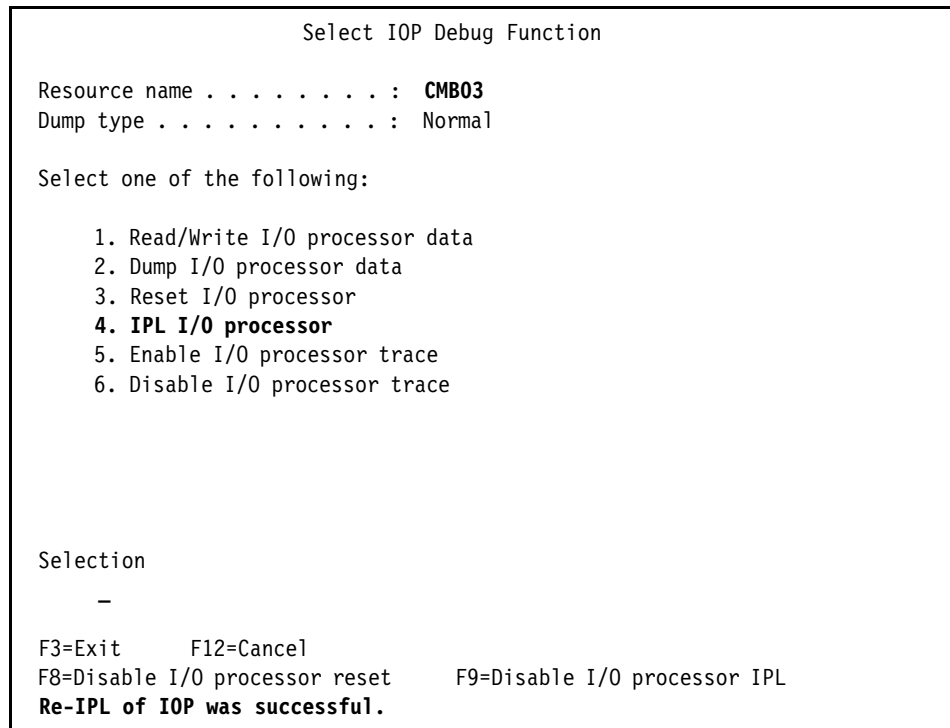 Select IOP Debug Function
Resource name . . . . . . . . : CMB03
Dump type . . . . . . . . . . : Normal
Select one of the following:
1. Read/Write I/O processor data
2. Dump I/O processor data
3. Reset I/O processor
4. IPL I/O processor
5. Enable I/O processor trace
6. Disable I/O processor trace
Selection
_
F3=Exit F12=Cancel
F8=Disable I/O processor reset F9=Disable I/O processor IPL
Re-IPL of IOP was successful.